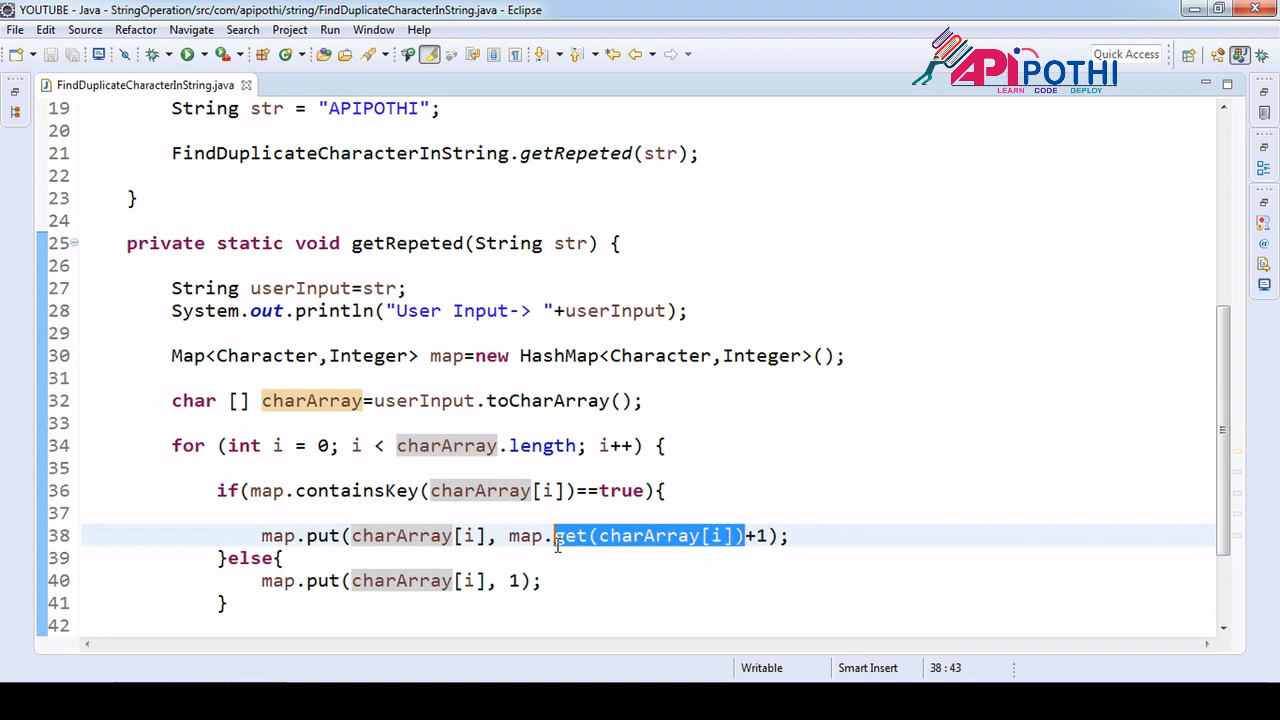 YOUTUBE - Java - StringOperation/src/com/apipothi/string/FindDuplicateCharacterInString.java - Eclipse
File Edit Source Refactor Navigate Search Project Run Window Help
Quick Access
APIPOTHI
LEARN CODE DEPLOY
FindDuplicateCharacterInString.java
19 String str = "APIPOTHI";
20
21 FindDuplicateCharacterInString.getRepeted(str);
22
23 }
24
25 private static void getRepeted(String str) {
26
27 String userInput=str;
28 System.out.println("User Input-> "+userInput);
29
30 Map<Character,Integer> map=new HashMap<Character,Integer>();
31
32 char [] charArray=userInput.toCharArray();
33
34 for (int i = 0; i < charArray.length; i++) {
35
36 if(map.containsKey(charArray[i])==true){
37
38 map.put(charArray[i], map.get(charArray[i])+1);
39 }else{
40 map.put(charArray[i], 1);
41 }
42
Writable Smart Insert 38 : 43